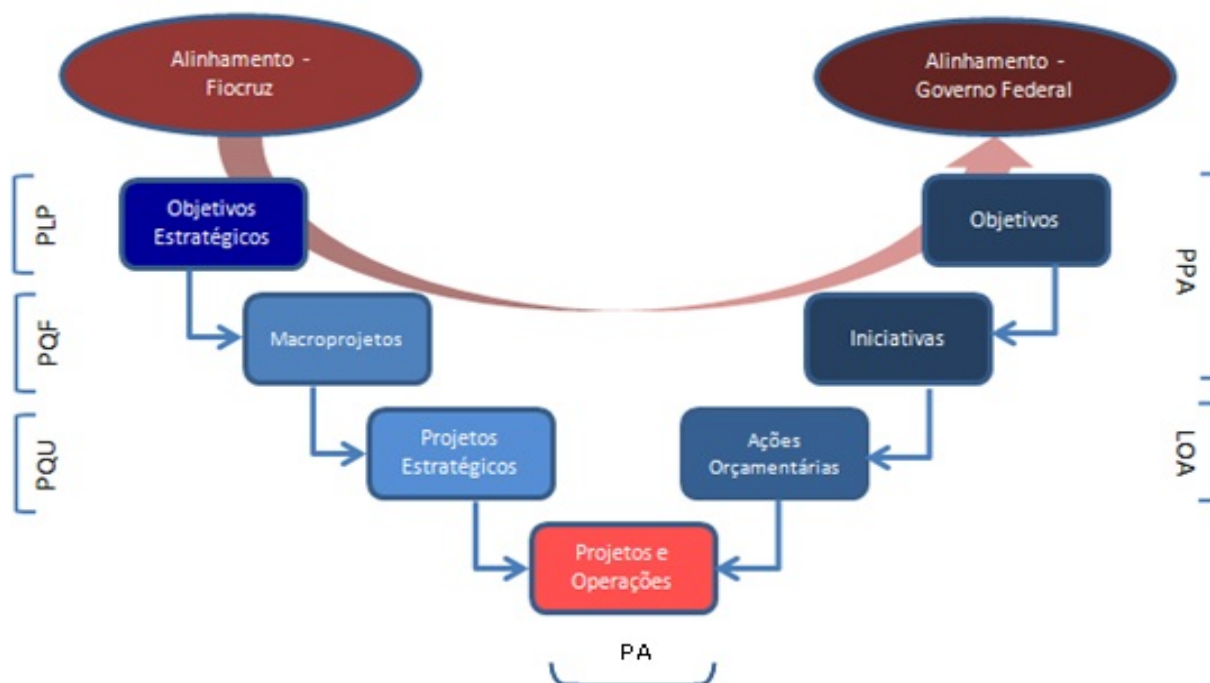 Alinhamento -
Fiocruz
Alinhamento -
Governo Federal
PLP
Objetivos
Estratégicos
Objetivos
PPA
PQF
Macroprojetos
Iniciativas
PQU
Projetos
Estratégicos
Ações
Orçamentárias
LOA
Projetos e
Operações
PA